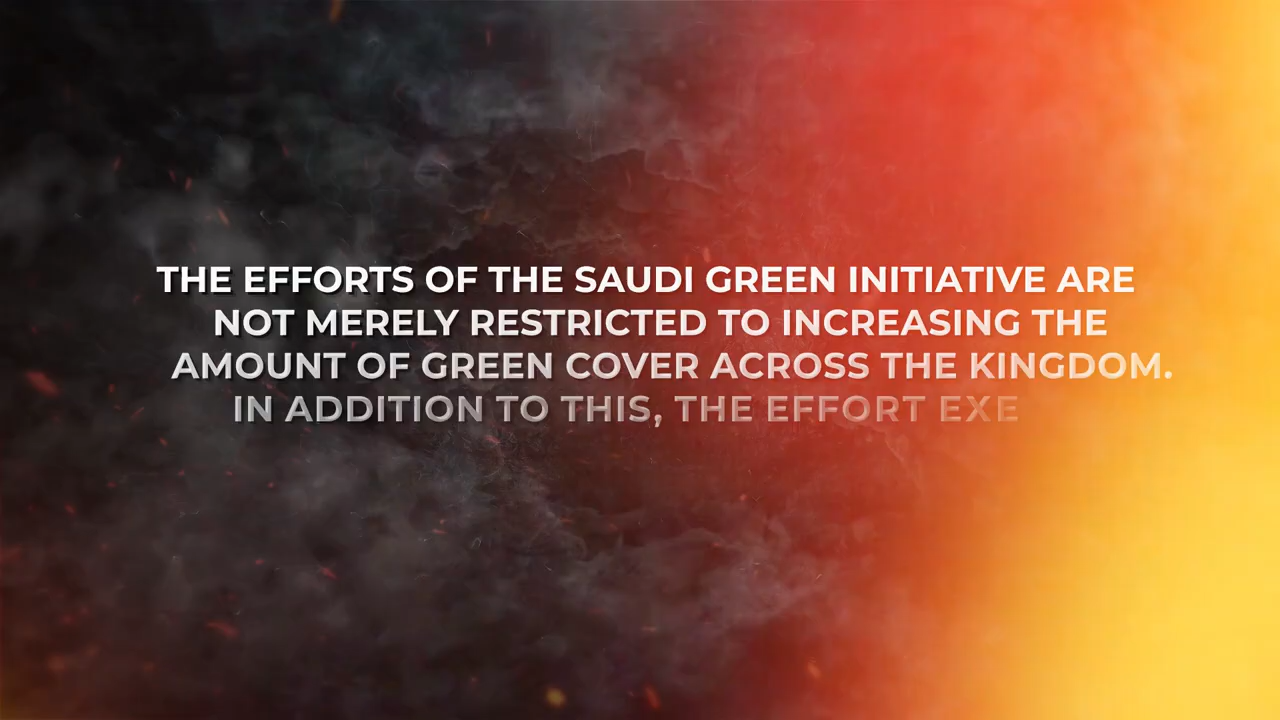 THE EFFORTS OF THE SAUDI GREEN INITIATIVE ARE
NOT MERELY RESTRICTED TO INCREASING THE
AMOUNT OF GREEN COVER ACROSS THE KINGDOM.
IN ADDITION TO THIS, THE EFFORT EXE